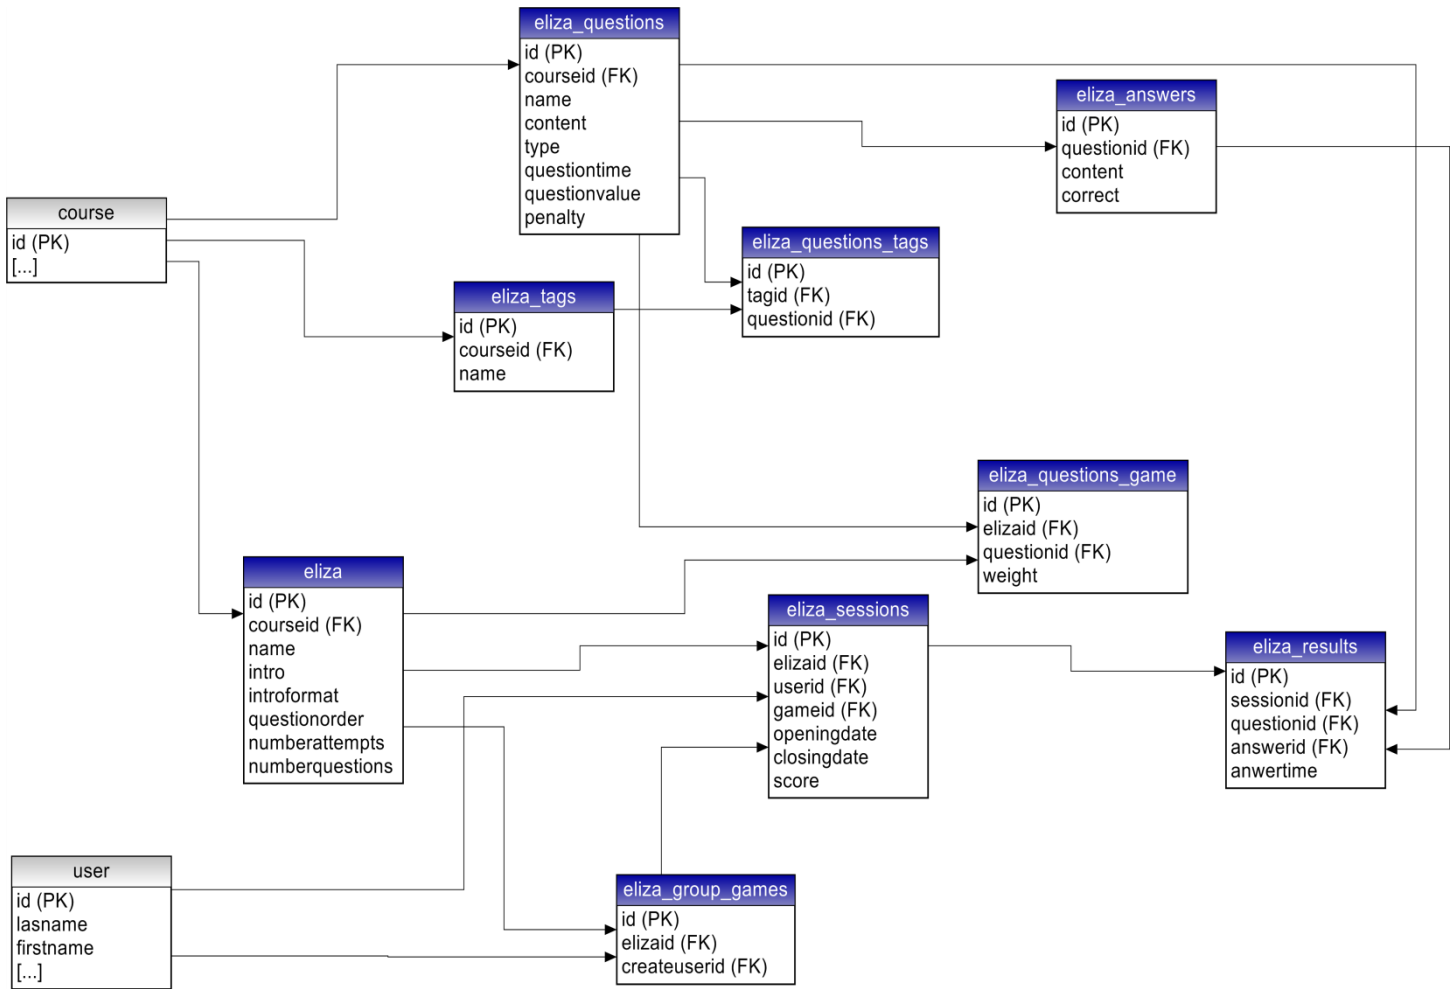 eliza_questions
id (PK)
courseid (FK)
name
content
type
questiontime
questionvalue
penalty
eliza_answers
id (PK)
questionid (FK)
content
correct
course
id (PK)
[...]
eliza_questions_tags
id (PK)
tagid (FK)
questionid (FK)
eliza_tags
id (PK)
courseid (FK)
name
eliza_questions_game
id (PK)
elizaid (FK)
questionid (FK)
weight
eliza
id (PK)
courseid (FK)
name
intro
introformat
questionorder
numberattempts
numberquestions
eliza_sessions
id (PK)
elizaid (FK)
userid (FK)
gameid (FK)
openingdate
closingdate
score
eliza_results
id (PK)
sessionid (FK)
questionid (FK)
answerid (FK)
anwertime
user
id (PK)
lasname
firstname
[...]
eliza_group_games
id (PK)
elizaid (FK)
createuserid (FK)